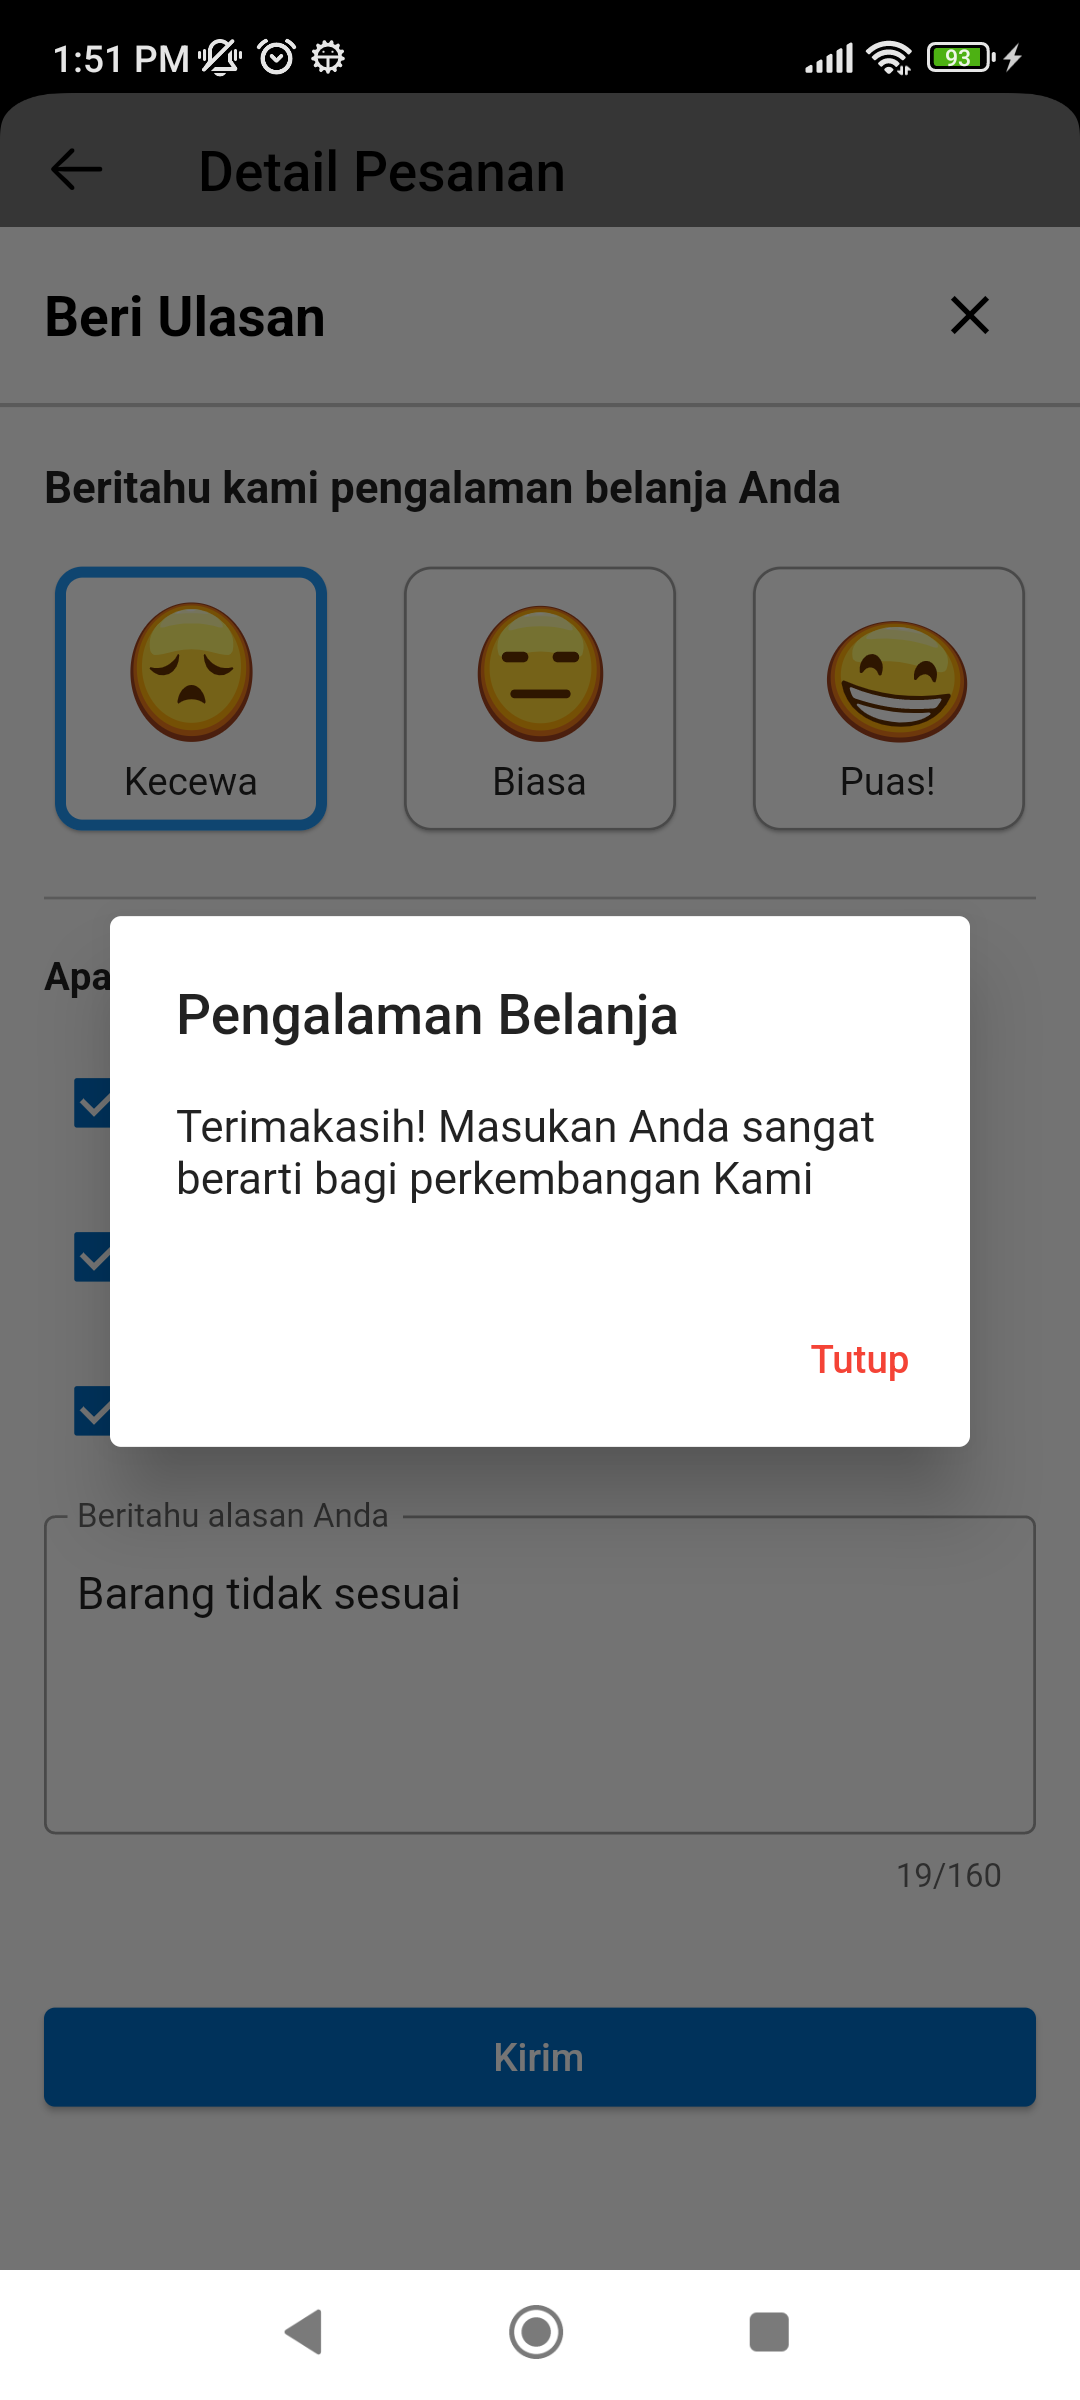 1:51 PM
93
Detail Pesanan
Beri Ulasan
Beritahu kami pengalaman belanja Anda
Kecewa
Biasa
Puas!
Apa
Pengalaman Belanja
Terimakasih! Masukan Anda sangat
berarti bagi perkembangan Kami
Tutup
Beritahu alasan Anda
Barang tidak sesuai
19/160
Kirim